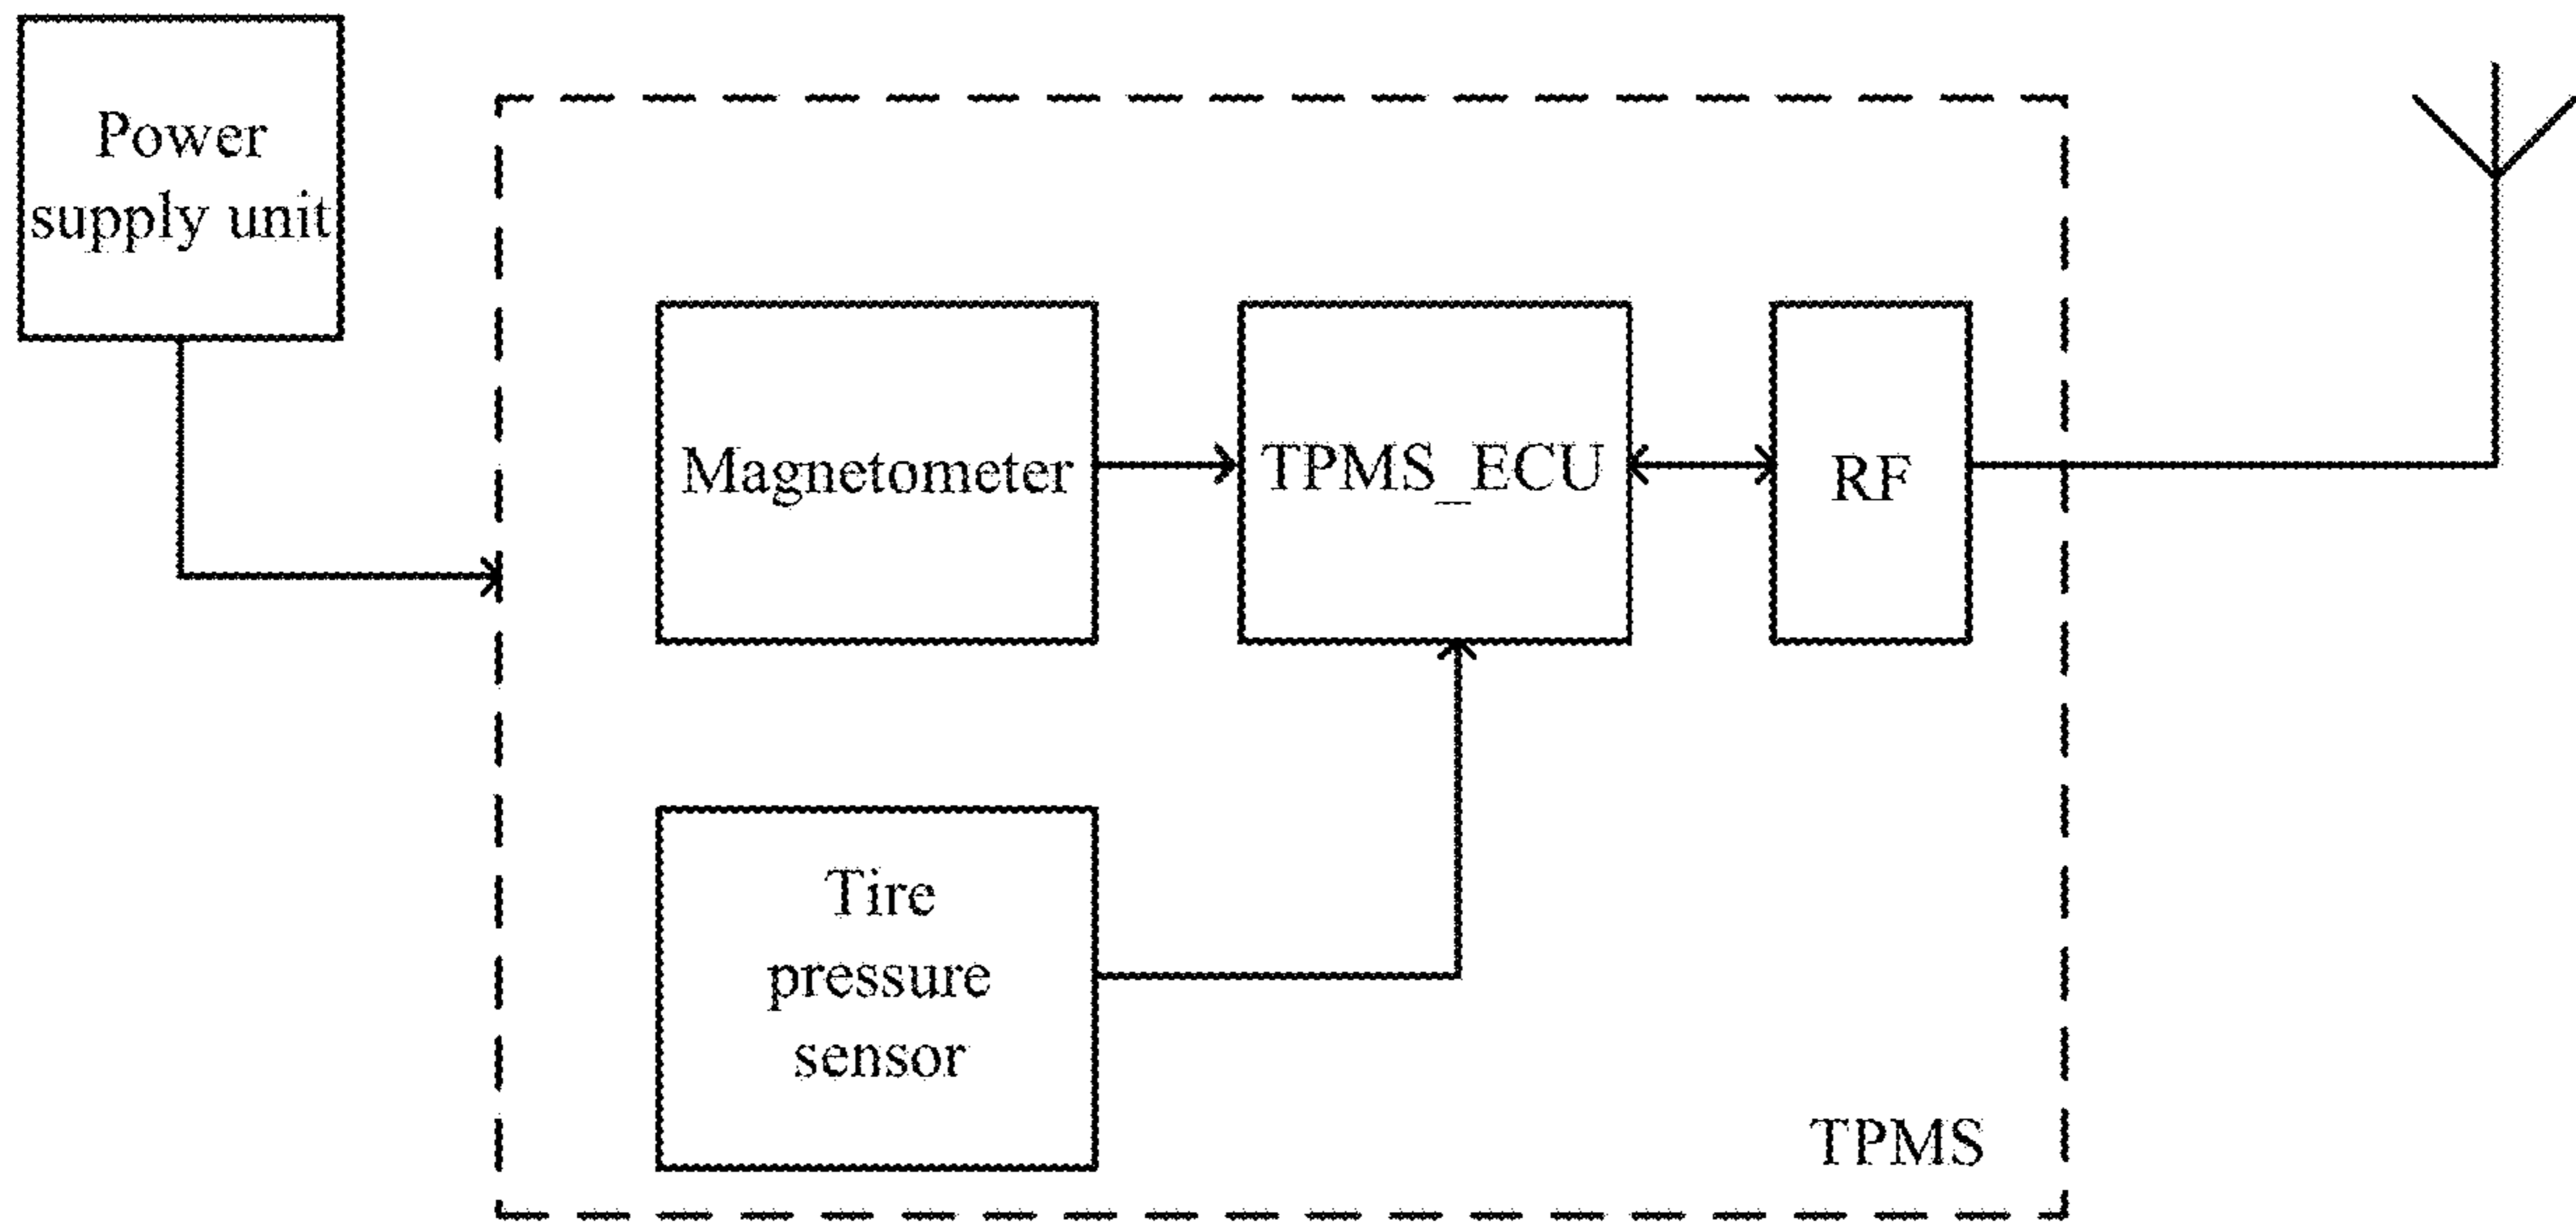 Power
supply unit
Magnetometer
TPMS_ECU
RF
Tire
pressure
sensor
TPMS